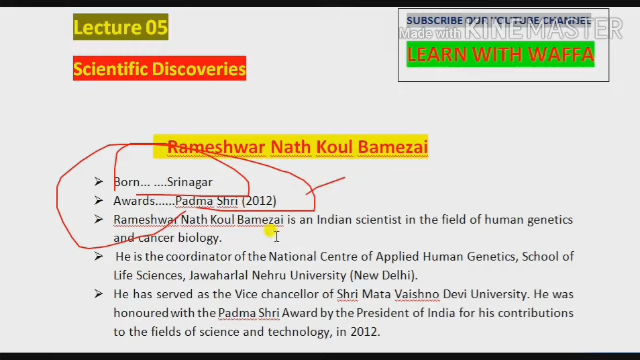 Lecture 05
SUBSCRIBE OUR YOUTUBE CHANNEL
Made with KINEMASTER
LEARN WITH WAFFA
Scientific Discoveries
Rameshwar Nath Koul Bamezai
➤ Born... ....Srinagar
➤ Awards......Padma Shri (2012)
➤ Rameshwar Nath Koul Bamezai is an Indian scientist in the field of human genetics
and cancer biology.
➤ He is the coordinator of the National Centre of Applied Human Genetics, School of
Life Sciences, Jawaharlal Nehru University (New Delhi).
➤ He has served as the Vice chancellor of Shri Mata Vaishno Devi University. He was
honoured with the Padma Shri Award by the President of India for his contributions
to the fields of science and technology, in 2012.